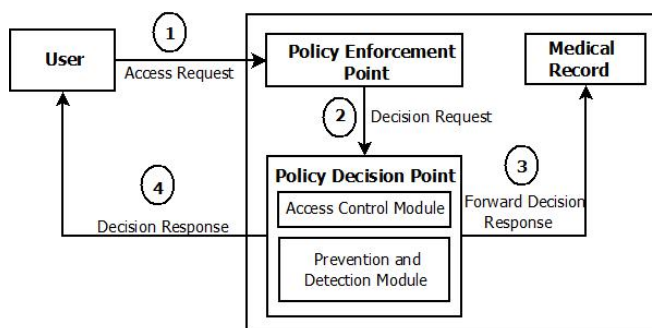 1
User
Access Request
Policy Enforcement
Point
Medical
Record
2
Decision Request
Policy Decision Point
Access Control Module
Prevention and
Detection Module
3
Forward Decision
Response
4
Decision Response